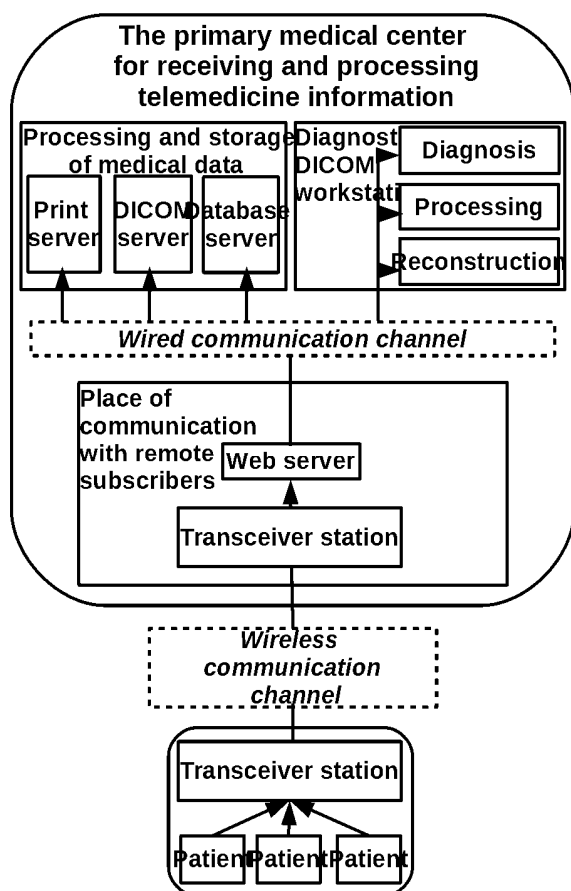 The primary medical center
for receiving and processing
telemedicine information
Processing and storage
of medical data
Print
server
DICOM
server
Database
server
Diagnost
DICOM
workstati
Diagnosis
Processing
Reconstruction
Wired communication channel
Place of
communication
with remote
subscribers
Web server
Transceiver station
Wireless
communication
channel
Transceiver station
Patient
Patient
Patient